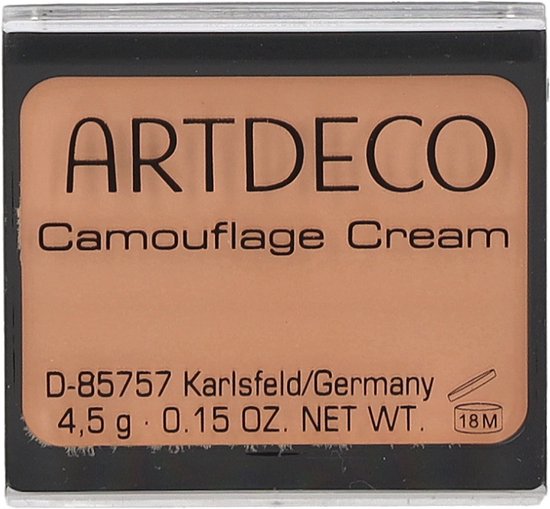 ARTDECO
Camouflage Cream
D-85757 Karlsfeld/Germany
4,5 g · 0.15 OZ. NET WT.
18M